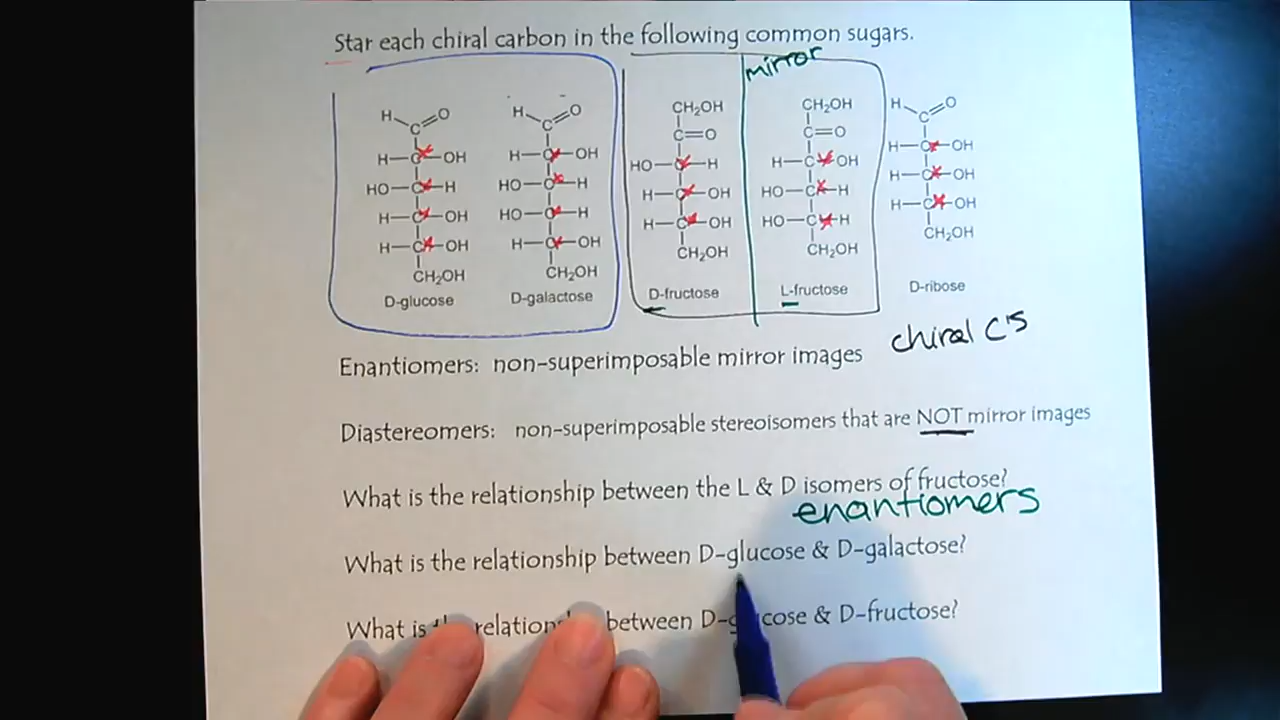 Star each chiral carbon in the following common sugars.
mirror
H O H O CH₂OH CH₂OH H O
C C C=O C=O C
H—C—OH H—C—OH HO—C—H H—C—OH H—C—OH
HO—C—H HO—C—H H—C—OH HO—C—H H—C—OH
H—C—OH HO—C—H H—C—OH HO—C—H H—C—OH
H—C—OH H—C—OH CH₂OH CH₂OH CH₂OH
CH₂OH CH₂OH
D-glucose D-galactose D-fructose L-fructose D-ribose
chiral C's
Enantiomers: non-superimposable mirror images
Diastereomers: non-superimposable stereoisomers that are NOT mirror images
What is the relationship between the L & D isomers of fructose?
enantiomers
What is the relationship between D-glucose & D-galactose?
What is relation between D-g cose & D-fructose?